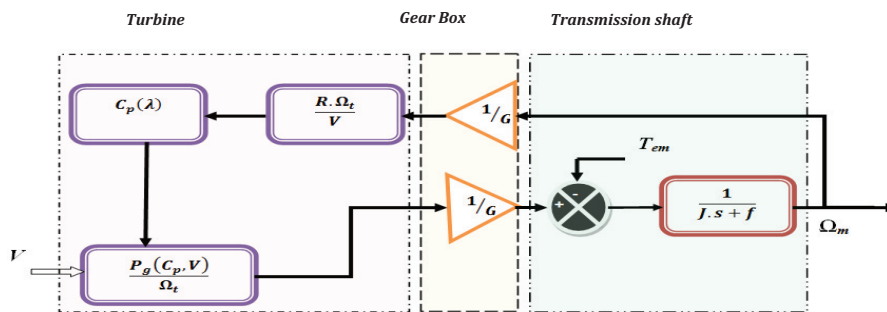 Turbine
Gear Box
Transmission shaft
C_p(λ)
R.Ω_t
V
1/G
T_em
-
+
1/G
1
J.s + f
Ω_m
V
P_g(C_p,V)
Ω_t